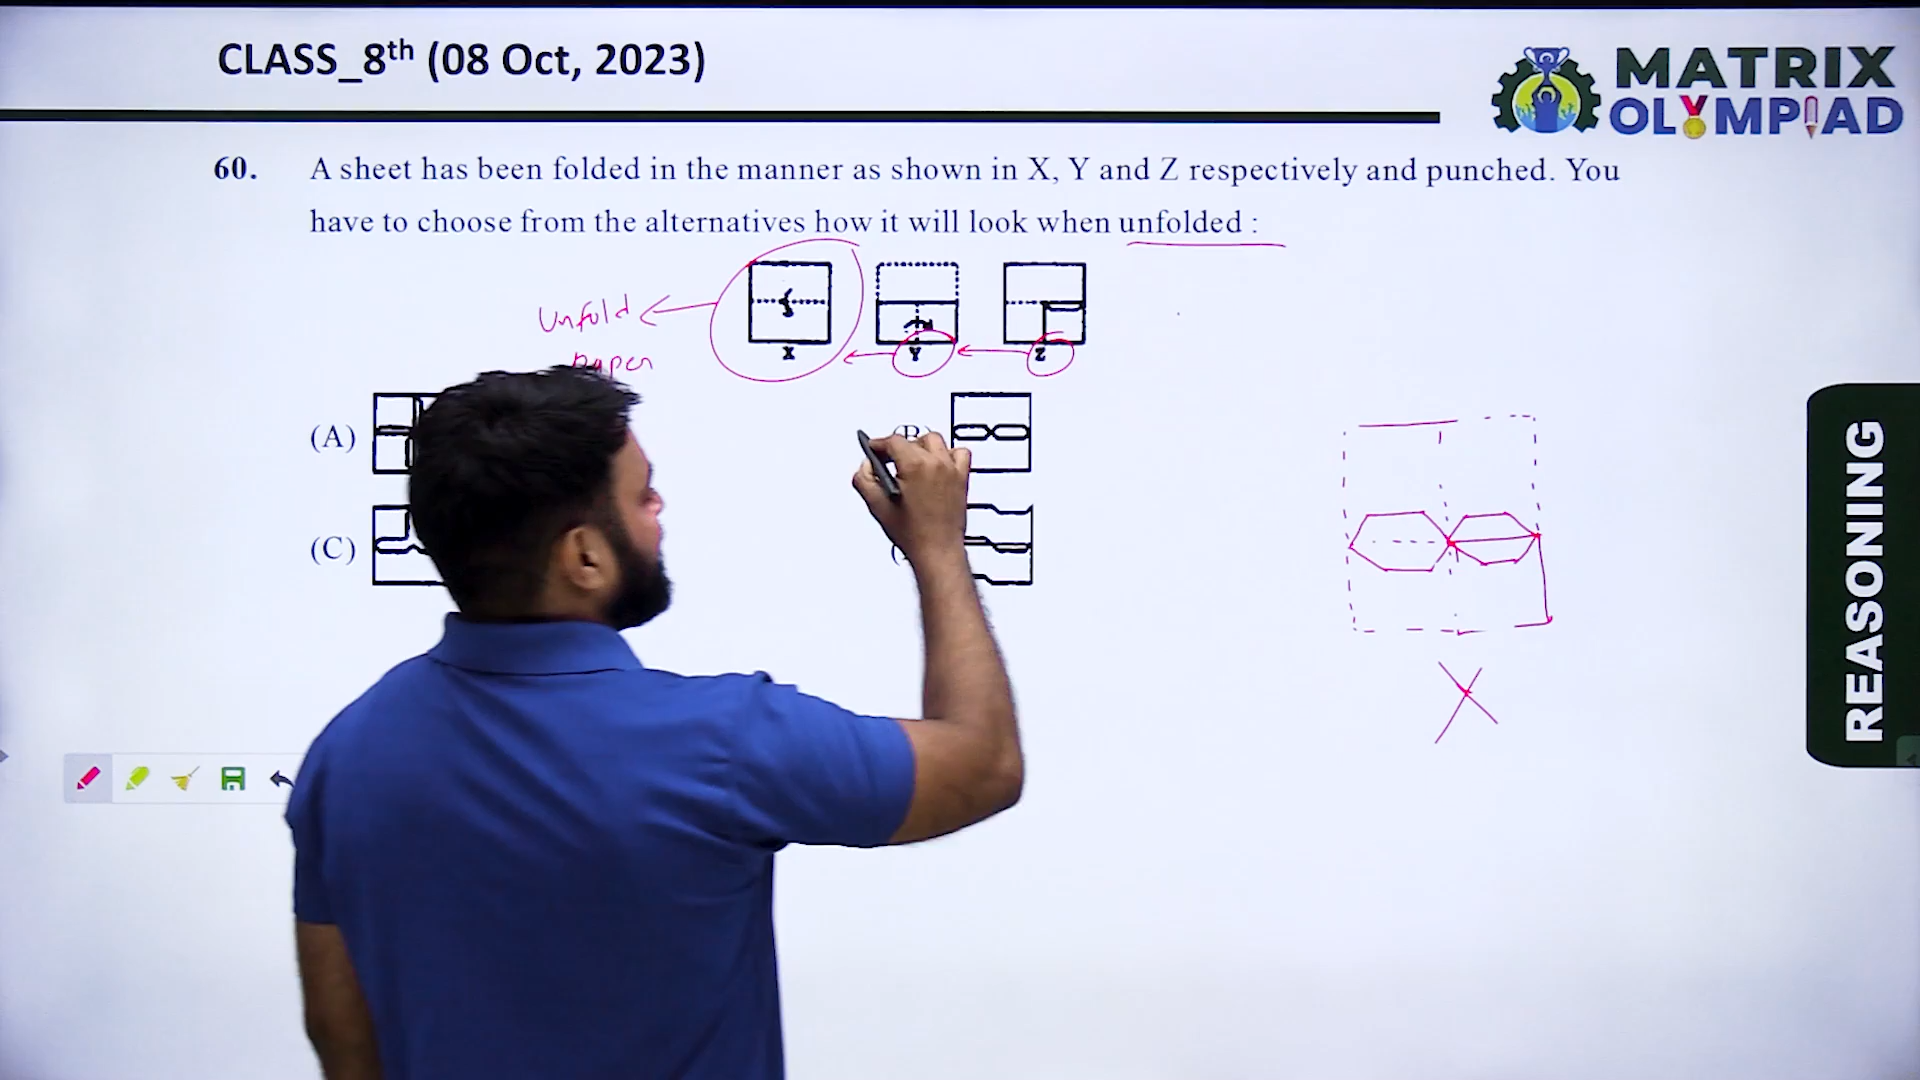 CLASS_8th (08 Oct, 2023)
MATRIX
OLYMPIAD
60. A sheet has been folded in the manner as shown in X, Y and Z respectively and punched. You
have to choose from the alternatives how it will look when unfolded :
Unfold
paper
X Y Z
(A) (B)
(C)
X
REASONING